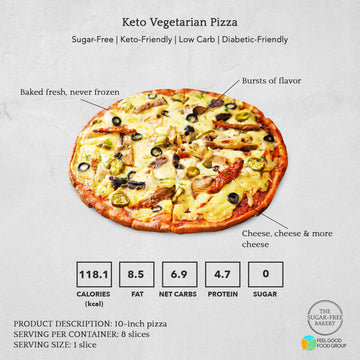 Keto Vegetarian Pizza
Sugar-Free | Keto-Friendly | Low Carb | Diabetic-Friendly
Bursts of flavor
Baked fresh, never frozen
Cheese, cheese & more
cheese
118.1 8.5 6.9 4.7 0
CALORIES FAT NET CARBS PROTEIN SUGAR
(kcal)
PRODUCT DESCRIPTION: 10-inch pizza
SERVING PER CONTAINER: 8 slices
SERVING SIZE: 1 slice
THE
SUGAR-FREE
BAKERY
FEEL GOOD
FOOD GROUP